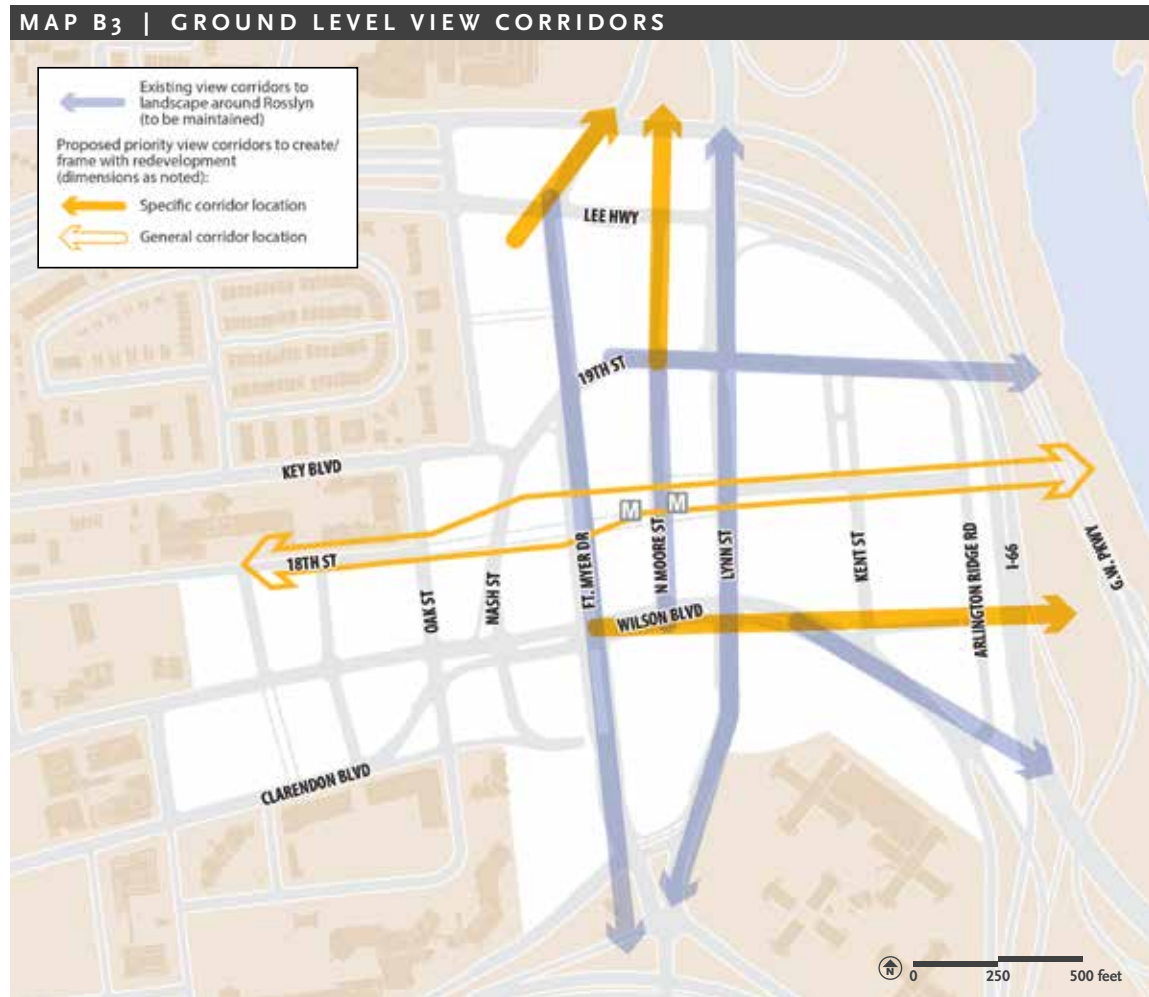 MAP B3 | GROUND LEVEL VIEW CORRIDORS
Existing view corridors to
landscape around Rosslyn
(to be maintained)
Proposed priority view corridors to create/
frame with redevelopment
(dimensions as noted):
Specific corridor location
General corridor location
LEE HWY
19TH ST
KEY BLVD
M
M
18TH ST
OAK ST
NASH ST
FT. MYER DR
N MOORE ST
LYNN ST
KENT ST
ARLINGTON RIDGE RD
I-66
G.W. PKWY
WILSON BLVD
CLARENDON BLVD
N
0 250 500 feet